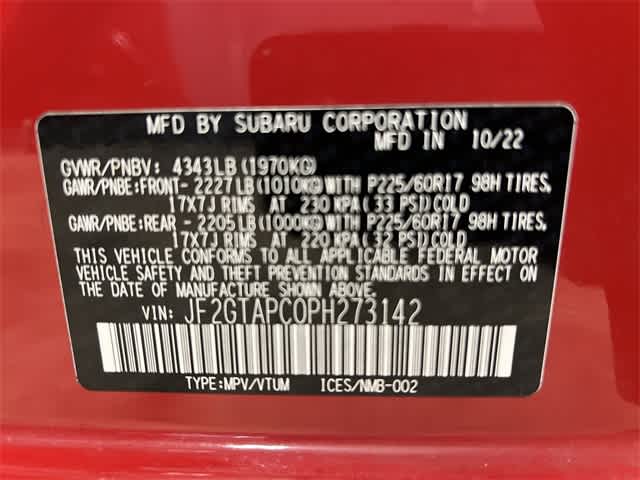 MFD BY SUBARU CORPORATION
MFD IN 10/22
GVWR/PNBV: 4343LB (1970KG)
GAWR/PNBE:FRONT- 2227LB(1010KG)WITH P225/60R17 98H TIRES,
17X7J RIMS AT 230 KPA( 33 PSI)COLD
GAWR/PNBE:REAR - 2205LB(1000KG)WITH P225/60R17 98H TIRES,
17X7J RIMS AT 220 KPA( 32 PSI)COLD
THIS VEHICLE CONFORMS TO ALL APPLICABLE FEDERAL MOTOR
VEHICLE SAFETY AND THEFT PREVENTION STANDARDS IN EFFECT ON
THE DATE OF MANUFACTURE SHOWN ABOVE.
VIN: JF2GTAPC0PH273142
TYPE:MPV/VTUM ICES/NMB-002